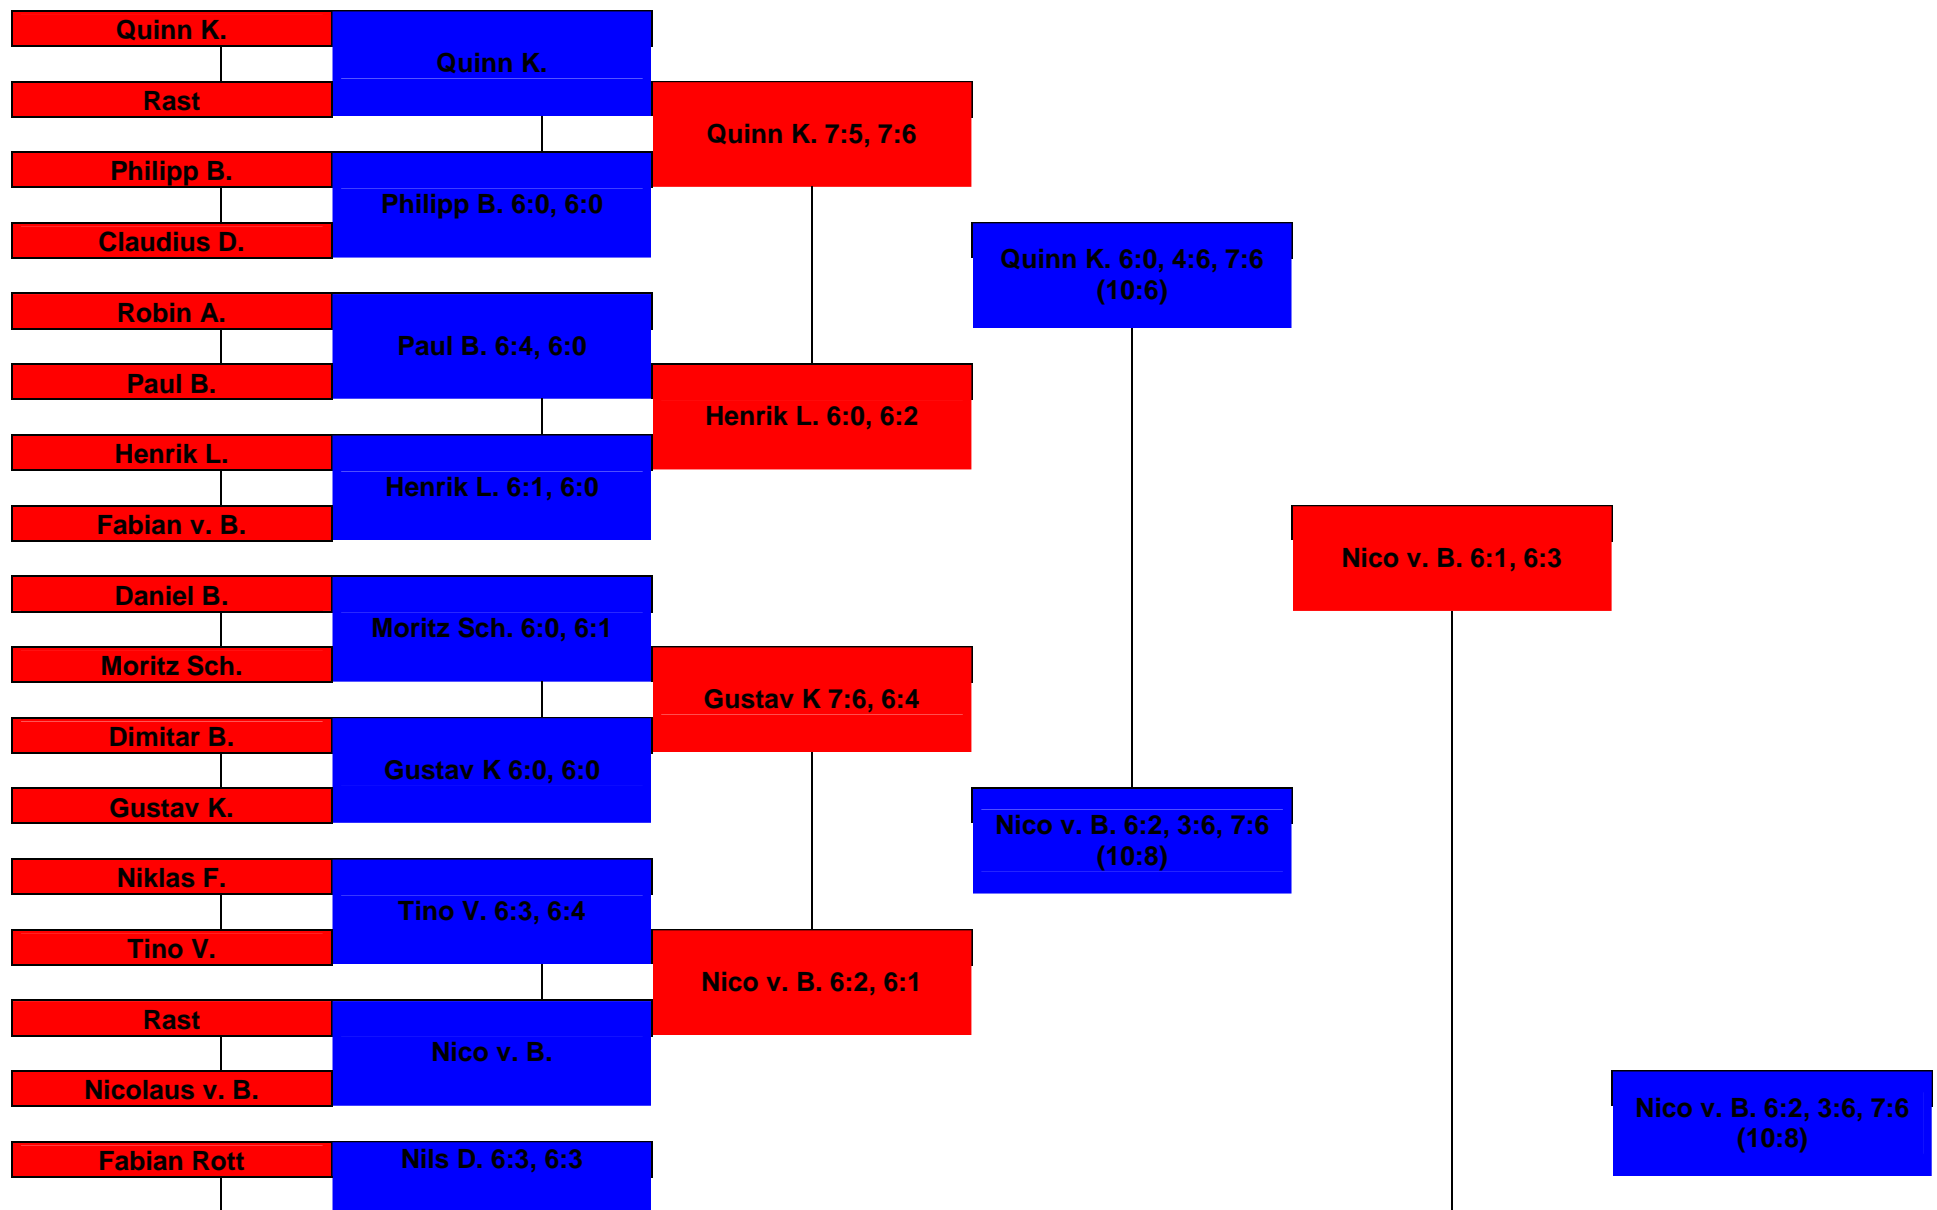 Quinn K.
Quinn K.
Rast
Quinn K. 7:5, 7:6
Philipp B.
Philipp B. 6:0, 6:0
Claudius D.
Quinn K. 6:0, 4:6, 7:6
(10:6)
Robin A.
Paul B. 6:4, 6:0
Paul B.
Henrik L. 6:0, 6:2
Henrik L.
Henrik L. 6:1, 6:0
Fabian v. B.
Nico v. B. 6:1, 6:3
Daniel B.
Moritz Sch. 6:0, 6:1
Moritz Sch.
Gustav K 7:6, 6:4
Dimitar B.
Gustav K 6:0, 6:0
Gustav K.
Nico v. B. 6:2, 3:6, 7:6
(10:8)
Niklas F.
Tino V. 6:3, 6:4
Tino V.
Nico v. B. 6:2, 6:1
Rast
Nico v. B.
Nicolaus v. B.
Nico v. B. 6:2, 3:6, 7:6
(10:8)
Fabian Rott
Nils D. 6:3, 6:3